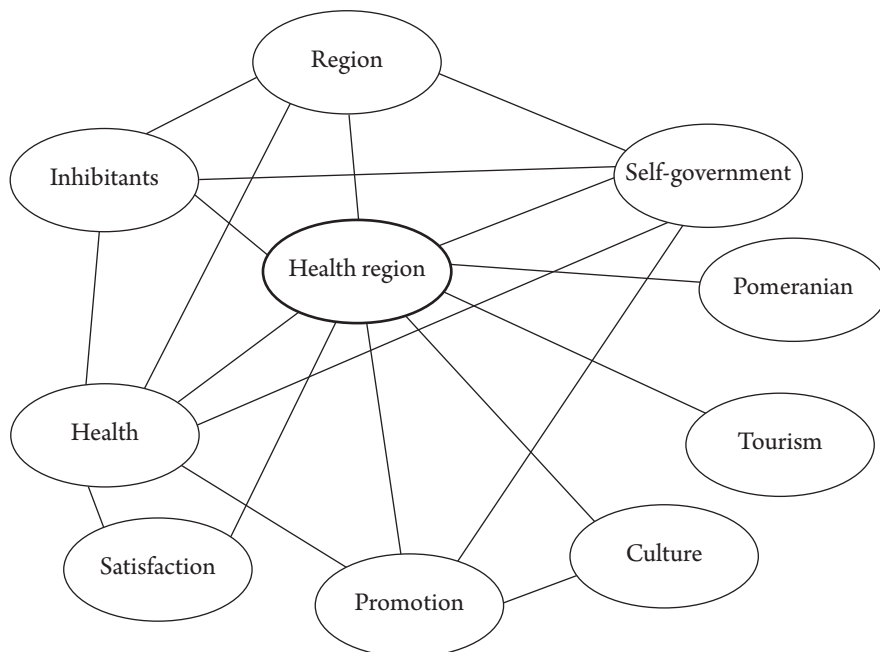 Region
Inhibitants
Self-government
Health region
Pomeranian
Health
Tourism
Culture
Satisfaction
Promotion